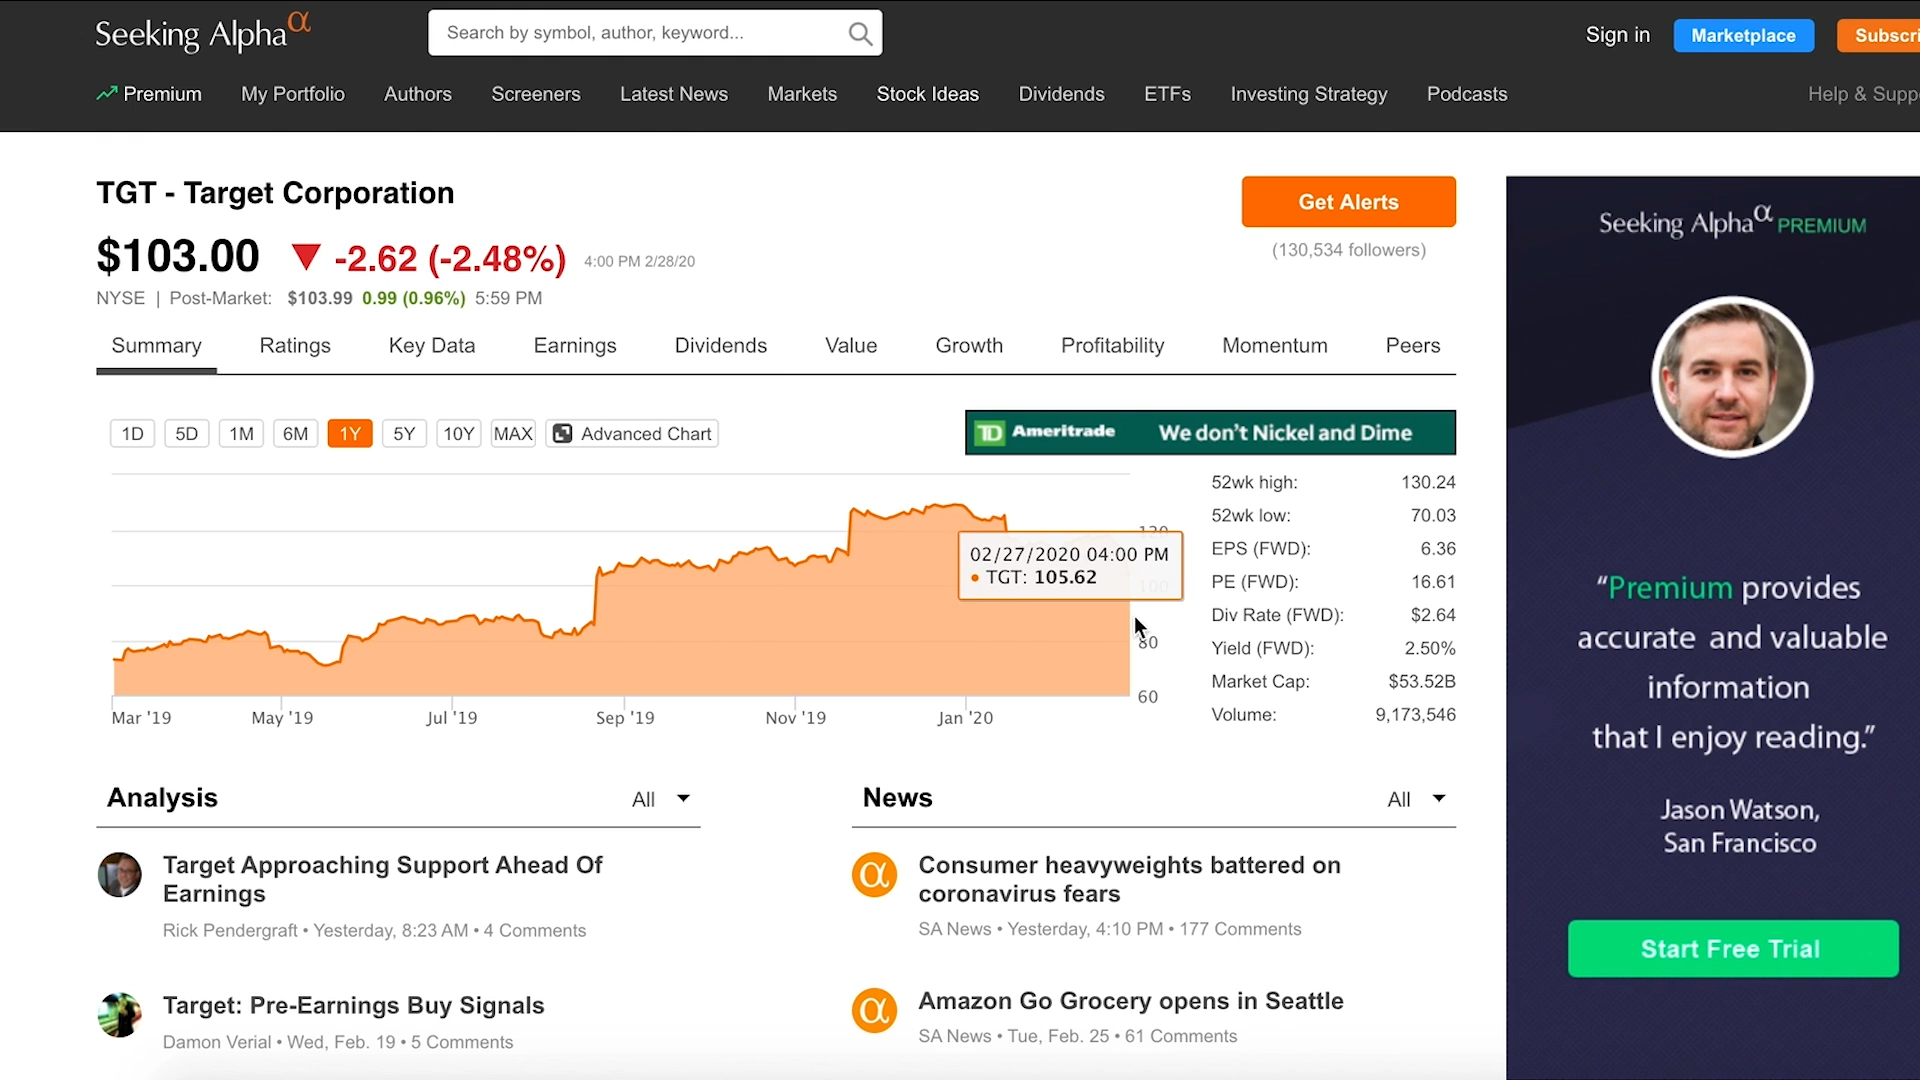 Seeking Alpha α
Search by symbol, author, keyword...
Sign in
Marketplace
Subscri
Premium
My Portfolio
Authors
Screeners
Latest News
Markets
Stock Ideas
Dividends
ETFs
Investing Strategy
Podcasts
Help & Supp
TGT - Target Corporation
$103.00 ▼ -2.62 (-2.48%) 4:00 PM 2/28/20
NYSE | Post-Market: $103.99 0.99 (0.96%) 5:59 PM
Get Alerts
(130,534 followers)
Summary
Ratings
Key Data
Earnings
Dividends
Value
Growth
Profitability
Momentum
Peers
1D
5D
1M
6M
1Y
5Y
10Y
MAX
Advanced Chart
TD Ameritrade We don't Nickel and Dime
120
02/27/2020 04:00 PM
• TGT: 105.62
100
80
60
Mar '19
May '19
Jul '19
Sep '19
Nov '19
Jan '20
52wk high: 130.24
52wk low: 70.03
EPS (FWD): 6.36
PE (FWD): 16.61
Div Rate (FWD): $2.64
Yield (FWD): 2.50%
Market Cap: $53.52B
Volume: 9,173,546
Analysis
All
Target Approaching Support Ahead Of
Earnings
Rick Pendergraft • Yesterday, 8:23 AM • 4 Comments
Target: Pre-Earnings Buy Signals
Damon Verial • Wed, Feb. 19 • 5 Comments
News
All
α
Consumer heavyweights battered on
coronavirus fears
SA News • Yesterday, 4:10 PM • 177 Comments
α
Amazon Go Grocery opens in Seattle
SA News • Tue, Feb. 25 • 61 Comments
Seeking Alpha α PREMIUM
“Premium provides
accurate and valuable
information
that I enjoy reading.”
Jason Watson,
San Francisco
Start Free Trial